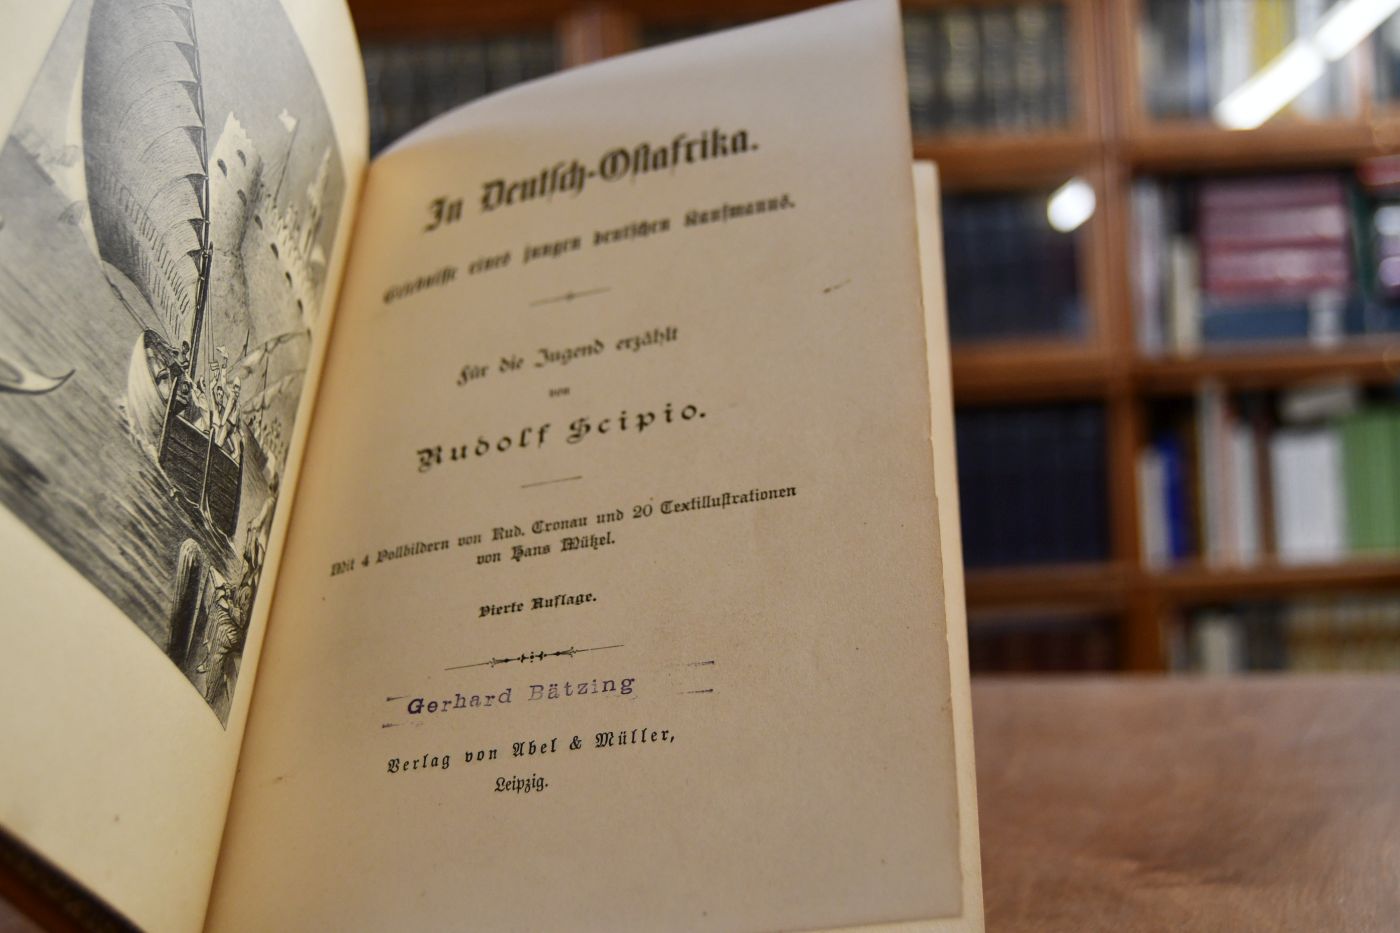 In Deutsch-Ostafrika.
Erlebnisse eines jungen deutschen Kaufmanns.
Für die Jugend erzählt
von
Rudolf Scipio.
Mit 4 Vollbildern von Rud. Cronau und 20 Textillustrationen
von Hans Mützel.
Vierte Auflage.
Gerhard Bätzing
Verlag von Abel & Müller,
Leipzig.